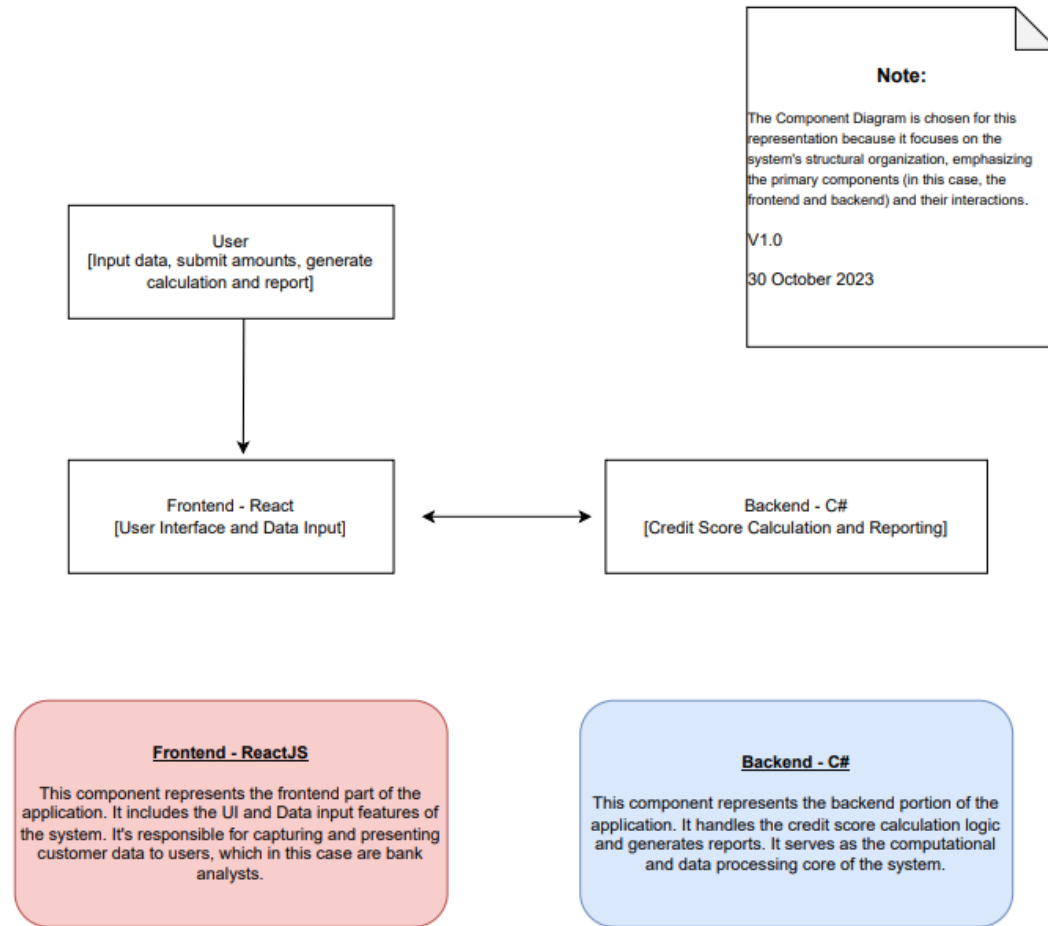 Note:
The Component Diagram is chosen for this
representation because it focuses on the
system's structural organization, emphasizing
the primary components (in this case, the
frontend and backend) and their interactions.
V1.0
30 October 2023
User
[Input data, submit amounts, generate
calculation and report]
Frontend - React
[User Interface and Data Input]
Backend - C#
[Credit Score Calculation and Reporting]
Frontend - ReactJS
This component represents the frontend part of the
application. It includes the UI and Data input features of
the system. It's responsible for capturing and presenting
customer data to users, which in this case are bank
analysts.
Backend - C#
This component represents the backend portion of the
application. It handles the credit score calculation logic
and generates reports. It serves as the computational
and data processing core of the system.